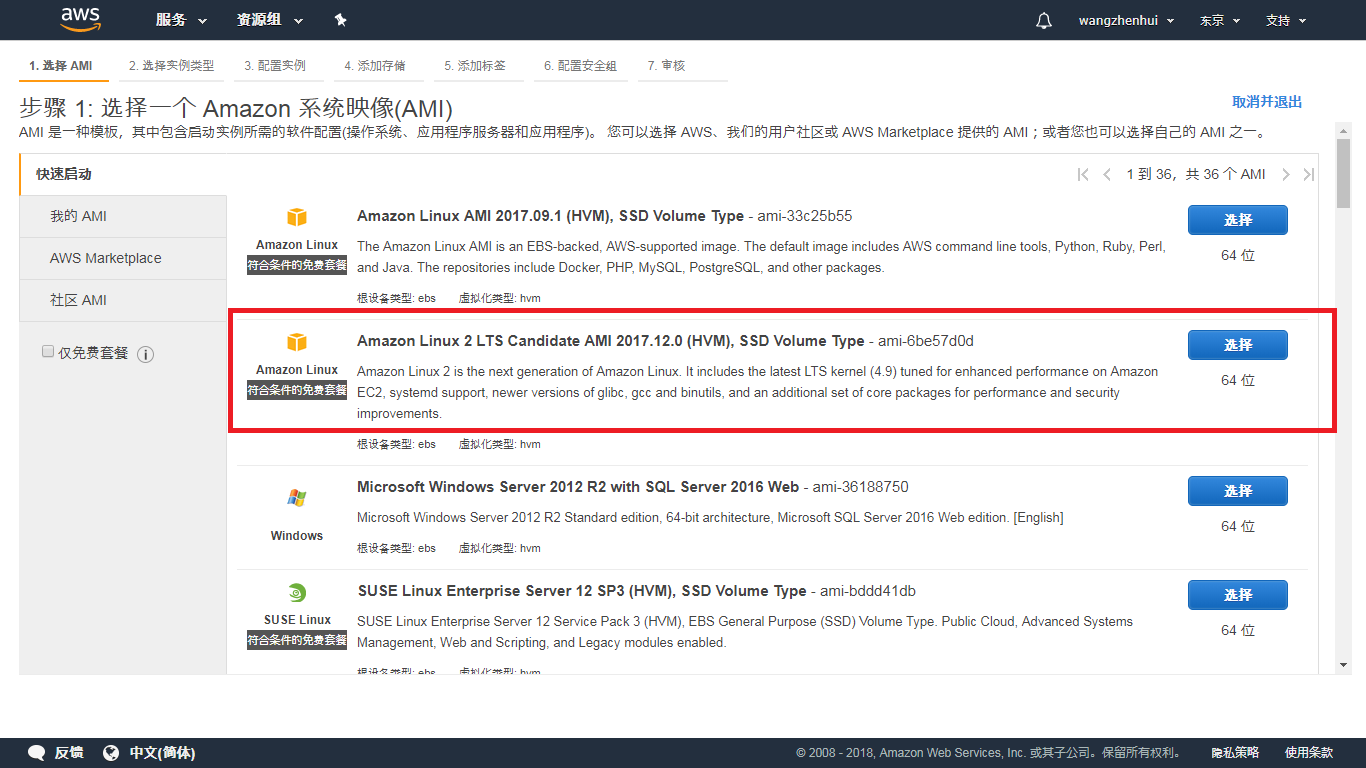 aws 服务 资源组 wangzhenhui 东京 支持
1. 选择 AMI 2. 选择实例类型 3. 配置实例 4. 添加存储 5. 添加标签 6. 配置安全组 7. 审核
步骤 1: 选择一个 Amazon 系统映像(AMI)
取消并退出
AMI 是一种模板，其中包含启动实例所需的软件配置(操作系统、应用程序服务器和应用程序)。 您可以选择 AWS、我们的用户社区或 AWS Marketplace 提供的 AMI；或者您也可以选择自己的 AMI 之一。
快速启动
我的 AMI
AWS Marketplace
社区 AMI
仅免费套餐
1 到 36，共 36 个 AMI
Amazon Linux
符合条件的免费套餐
Amazon Linux AMI 2017.09.1 (HVM), SSD Volume Type - ami-33c25b55
The Amazon Linux AMI is an EBS-backed, AWS-supported image. The default image includes AWS command line tools, Python, Ruby, Perl,
and Java. The repositories include Docker, PHP, MySQL, PostgreSQL, and other packages.
根设备类型: ebs 虚拟化类型: hvm
选择
64 位
Amazon Linux
符合条件的免费套餐
Amazon Linux 2 LTS Candidate AMI 2017.12.0 (HVM), SSD Volume Type - ami-6be57d0d
Amazon Linux 2 is the next generation of Amazon Linux. It includes the latest LTS kernel (4.9) tuned for enhanced performance on Amazon
EC2, systemd support, newer versions of glibc, gcc and binutils, and an additional set of core packages for performance and security
improvements.
根设备类型: ebs 虚拟化类型: hvm
选择
64 位
Windows
Microsoft Windows Server 2012 R2 with SQL Server 2016 Web - ami-36188750
Microsoft Windows Server 2012 R2 Standard edition, 64-bit architecture, Microsoft SQL Server 2016 Web edition. [English]
根设备类型: ebs 虚拟化类型: hvm
选择
64 位
SUSE Linux
符合条件的免费套餐
SUSE Linux Enterprise Server 12 SP3 (HVM), SSD Volume Type - ami-bddd41db
SUSE Linux Enterprise Server 12 Service Pack 3 (HVM), EBS General Purpose (SSD) Volume Type. Public Cloud, Advanced Systems
Management, Web and Scripting, and Legacy modules enabled.
根设备类型: ebs 虚拟化类型: hvm
选择
64 位
反馈 中文(简体) © 2008 - 2018, Amazon Web Services, Inc. 或其子公司。保留所有权利。 隐私策略 使用条款